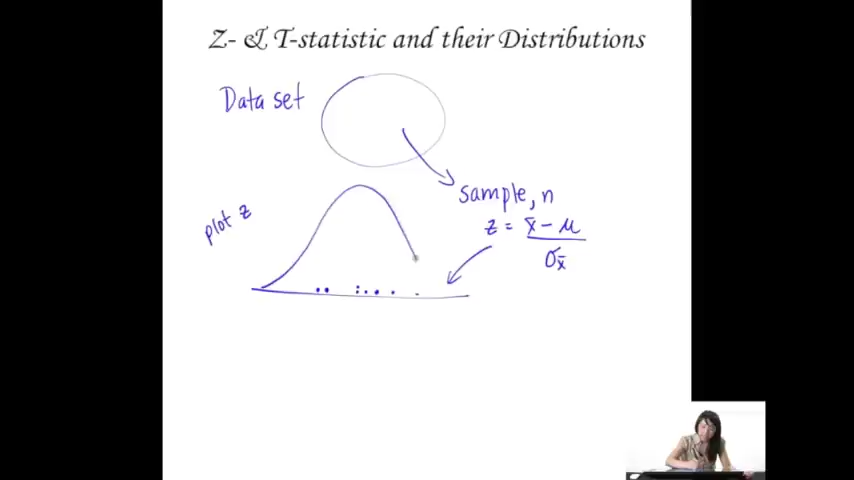 Z- & T-statistic and their Distributions
Data set
sample, n
plot z
z = x̄ - μ
σx̄